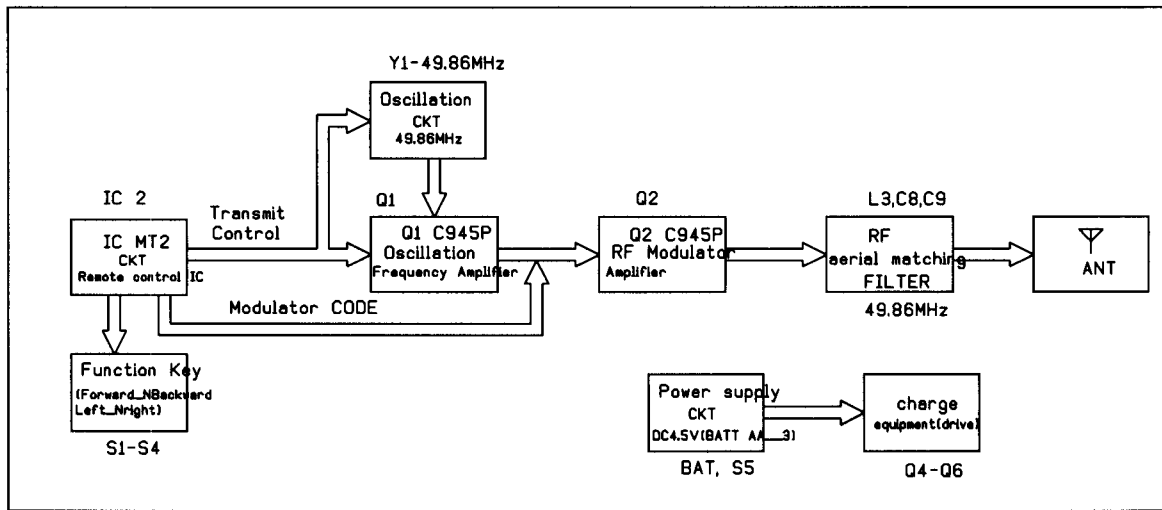 Y1-49.86MHz
Oscillation
CKT
49.86MHz
IC 2
IC MT2
CKT
Remote control IC
Transmit
Control
Q1
Q1 C945P
Oscillation
Frequency Amplifier
Q2
Q2 C945P
RF Modulator
Amplifier
L3,C8,C9
RF
aerial matching
FILTER
49.86MHz
ANT
Modulator CODE
Function Key
(Forward_NBackward
Left_Nright)
S1-S4
Power supply
CKT
DC4.5V(BATT AA__3)
BAT, S5
charge
equipment(drive)
Q4-Q6